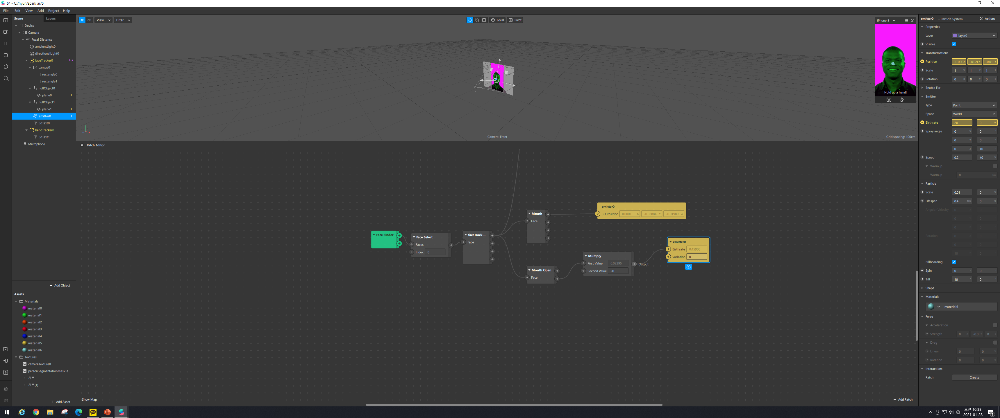 6* - C:/hyun/spark ar/6
File Edit View Add Project Help
Scene Layers
Device
Camera
Focal Distance
ambientLight0
directionalLight0
faceTracker0
canvas0
rectangle0
rectangle1
nullObject0
plane0
nullObject1
plane1
emitter0
3dText0
handTracker0
3dText1
Microphone
+ Add Object
Assets
Materials
material0
material1
material2
material3
material4
material5
material6
Textures
cameraTexture0
personSegmentationMaskTe...
하트
하트(1)
+ Add Asset
3D 2D View Filter
Local Pivot
Camera: Front
Grid spacing: 100cm
iPhone 8
Hold up a hand!
Patch Editor
Face Finder
Face Select
Faces
Index 0
faceTrack...
Face
Mouth
Face
Mouth Open
Face
emitter0
3D Position 0.0001 X -0.02884 Y -0.01989 Z
Multiply
First Value 0.02295
Second Value 20
Output
emitter0
Birthrate 0.45908
Variation 0
Show Map
+ Add Patch
emitter0 – Particle System Actions
Properties
Layer layer0
Visible
Transformations
Position X Y Z
Scale 1 X 1 Y 1 Z
Rotation 0 X 0 Y 0 Z
Enable For
Emitter
Type Point
Space World
Birthrate 20 0 %
Spray angle 0 X 0 °
0 Y 0 °
0 Z 10 °
Speed 0.2 40 %
Warmup
Warmup 0 SEC
Particle
Scale 0.01 0 %
Lifespan 0.4 SEC 0 %
Angular Velocity 0 0
0 0
0 0
Rotation 0 0
0 0
10 0
Billboarding
Spin 0 ° 0 °
Tilt 10 ° 0 °
Shape
Materials
material6
Force
Acceleration
Strength 0 X Y 0 Z
Drag
Linear 0 0 %
Rotation 0 0 %
Interactions
Patch Create
TALK
오전 10:38
2021-01-28
1